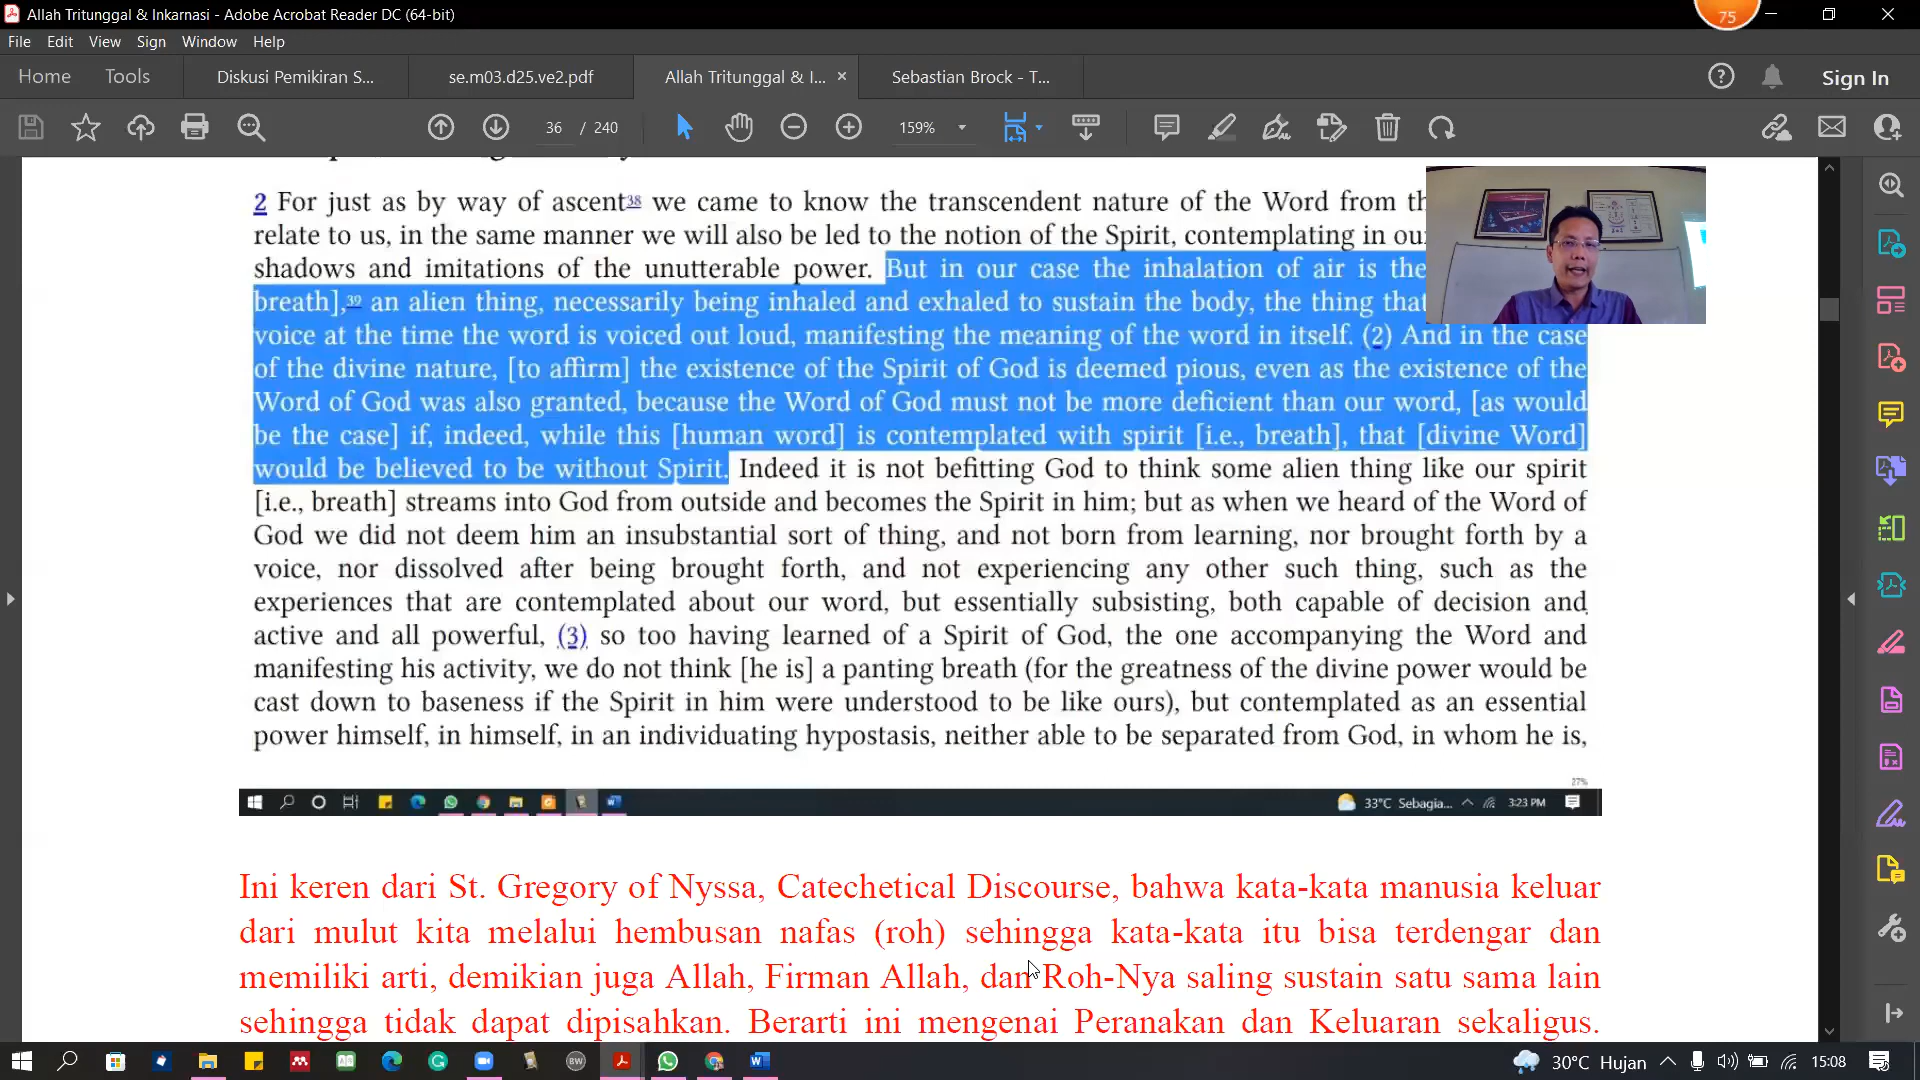 Allah Tritunggal & Inkarnasi - Adobe Acrobat Reader DC (64-bit)
75
File Edit View Sign Window Help
Home Tools Diskusi Pemikiran S... se.m03.d25.ve2.pdf Allah Tritunggal & I... × Sebastian Brock - T... Sign In
36 / 240 159%
2 For just as by way of ascent38 we came to know the transcendent nature of the Word from th
relate to us, in the same manner we will also be led to the notion of the Spirit, contemplating in our
shadows and imitations of the unutterable power. But in our case the inhalation of air is the
breath],39 an alien thing, necessarily being inhaled and exhaled to sustain the body, the thing that
voice at the time the word is voiced out loud, manifesting the meaning of the word in itself. (2) And in the case
of the divine nature, [to affirm] the existence of the Spirit of God is deemed pious, even as the existence of the
Word of God was also granted, because the Word of God must not be more deficient than our word, [as would
be the case] if, indeed, while this [human word] is contemplated with spirit [i.e., breath], that [divine Word]
would be believed to be without Spirit. Indeed it is not befitting God to think some alien thing like our spirit
[i.e., breath] streams into God from outside and becomes the Spirit in him; but as when we heard of the Word of
God we did not deem him an insubstantial sort of thing, and not born from learning, nor brought forth by a
voice, nor dissolved after being brought forth, and not experiencing any other such thing, such as the
experiences that are contemplated about our word, but essentially subsisting, both capable of decision and
active and all powerful, (3) so too having learned of a Spirit of God, the one accompanying the Word and
manifesting his activity, we do not think [he is] a panting breath (for the greatness of the divine power would be
cast down to baseness if the Spirit in him were understood to be like ours), but contemplated as an essential
power himself, in himself, in an individuating hypostasis, neither able to be separated from God, in whom he is,
27%
33°C Sebagia... 3:23 PM
Ini keren dari St. Gregory of Nyssa, Catechetical Discourse, bahwa kata-kata manusia keluar
dari mulut kita melalui hembusan nafas (roh) sehingga kata-kata itu bisa terdengar dan
memiliki arti, demikian juga Allah, Firman Allah, dan Roh-Nya saling sustain satu sama lain
sehingga tidak dapat dipisahkan. Berarti ini mengenai Peranakan dan Keluaran sekaligus.
BW 30°C Hujan 15:08